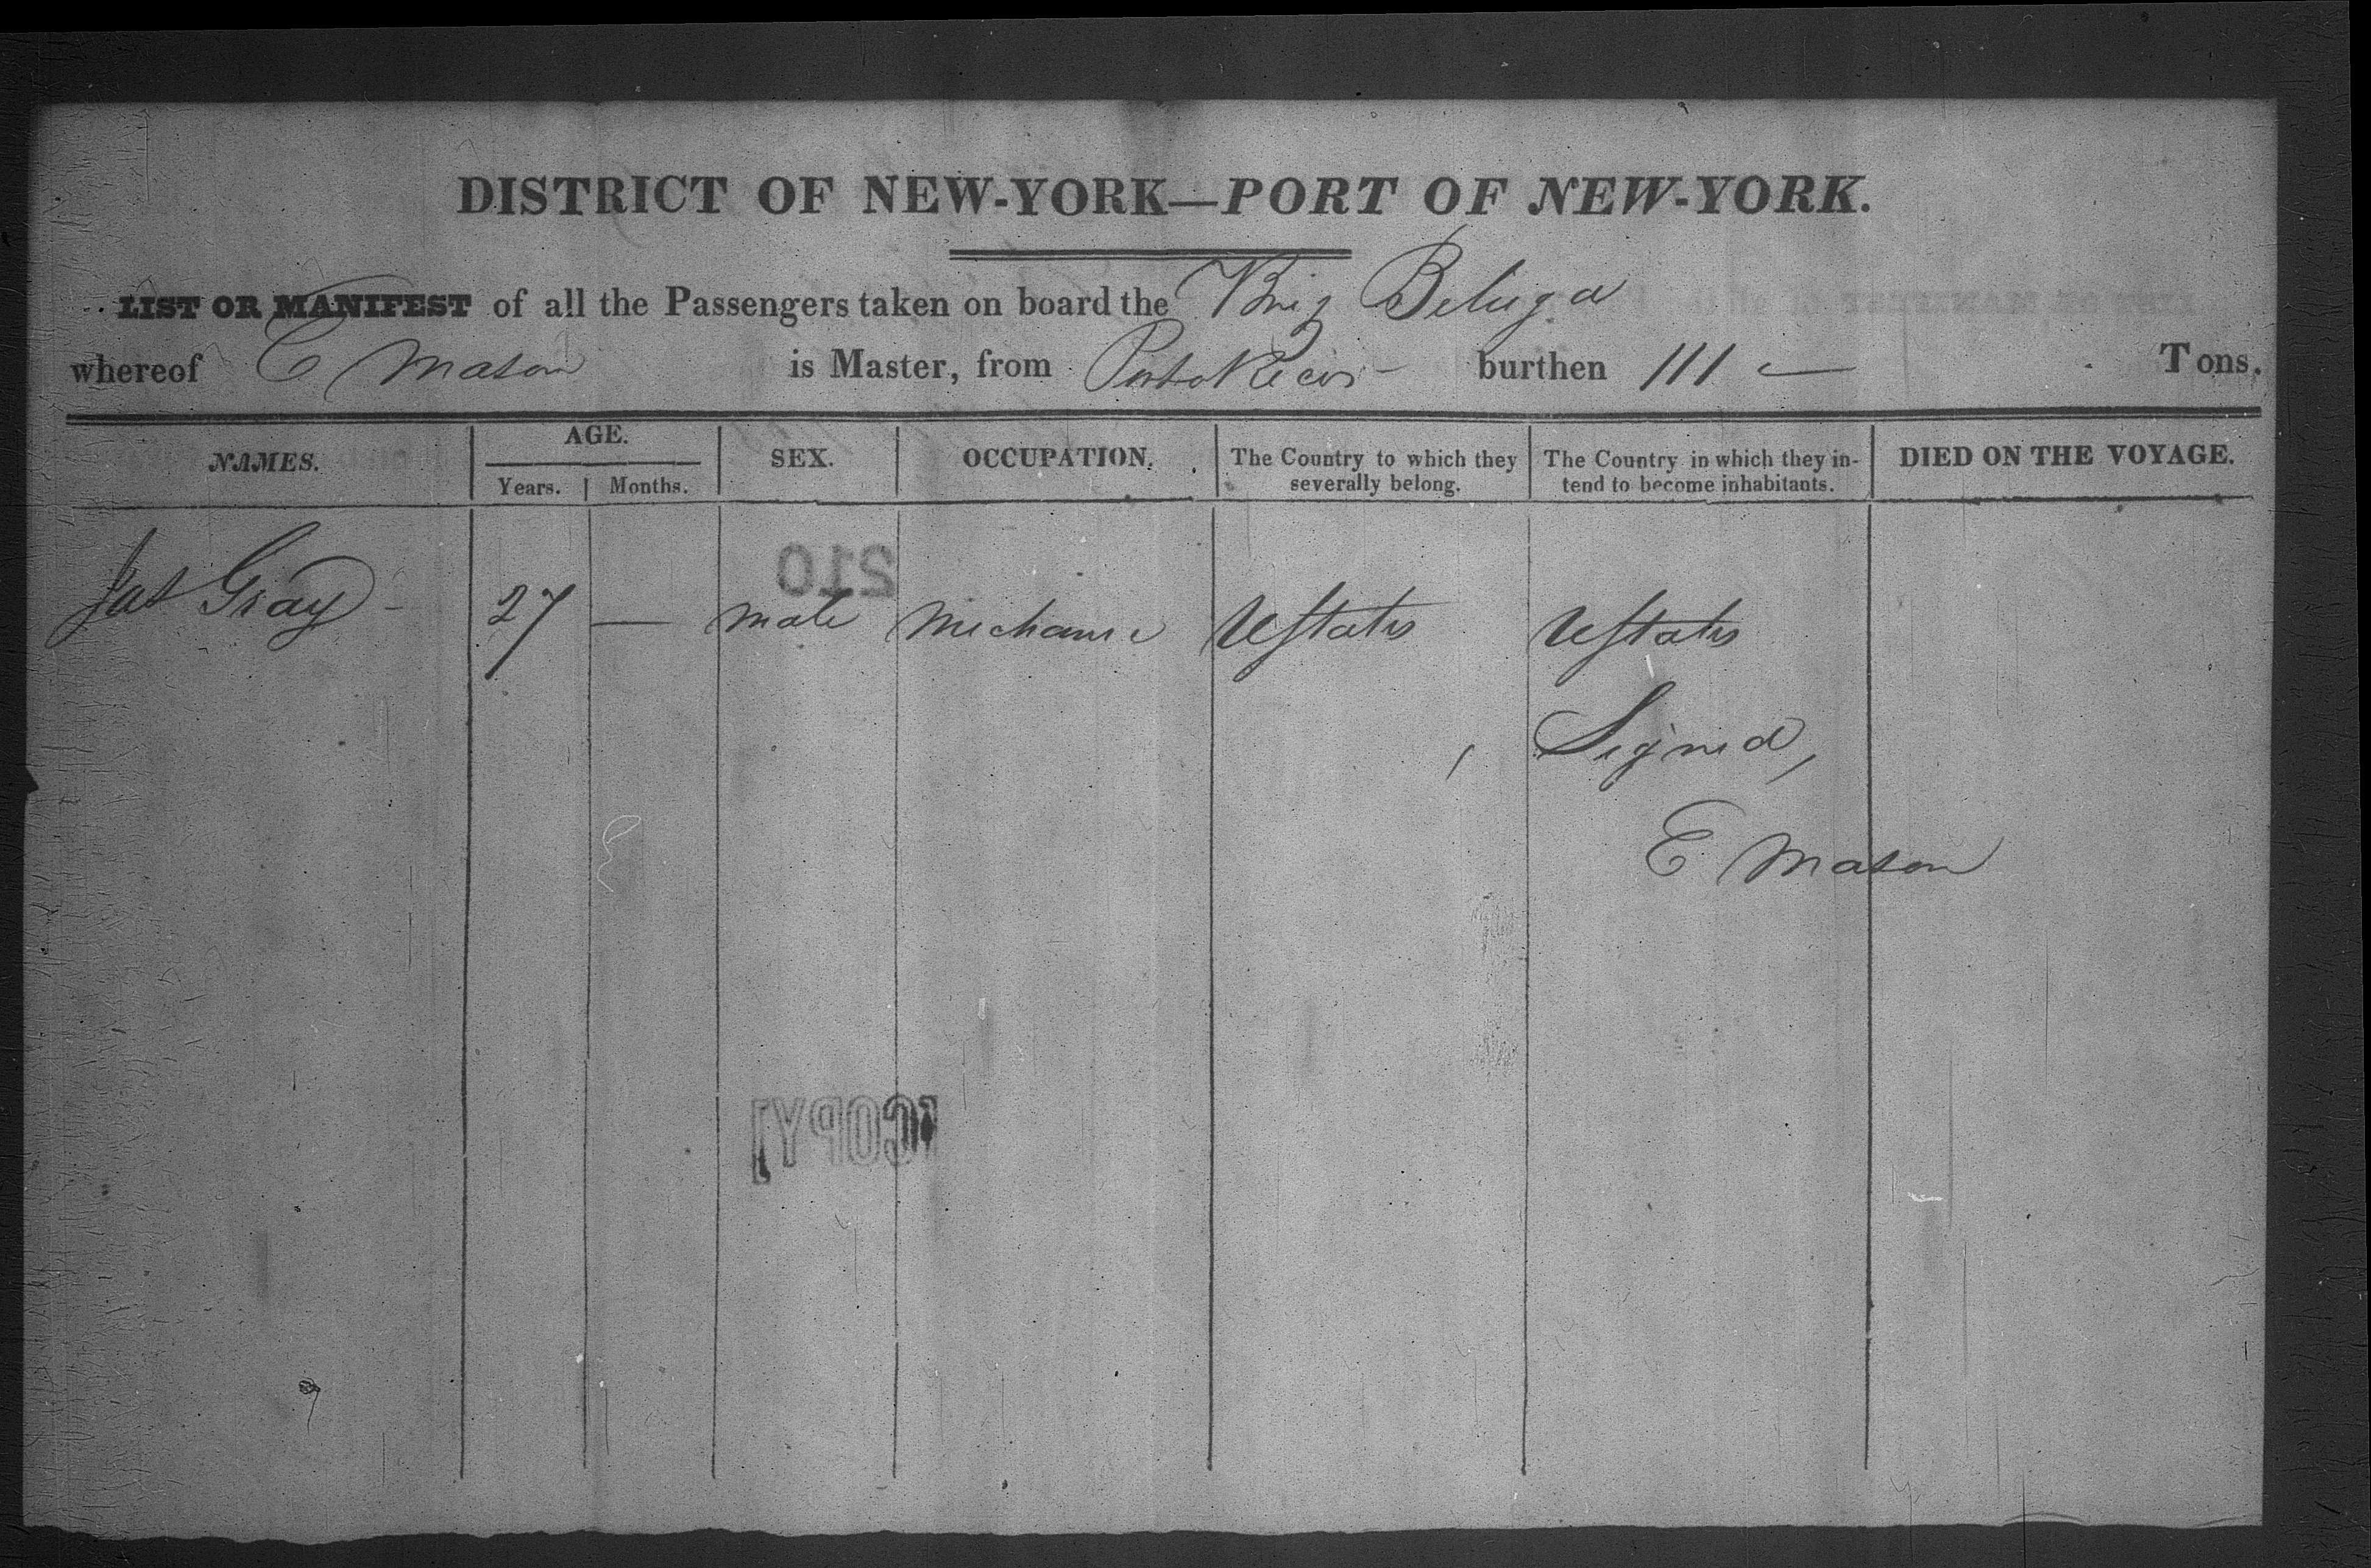 DISTRICT OF NEW-YORK—PORT OF NEW-YORK.
LIST OR MANIFEST of all the Passengers taken on board the Brig Beluga
whereof E Mason is Master, from Porto Rico burthen 111 — Tons.
NAMES. AGE. Years. Months. SEX. OCCUPATION. The Country to which they severally belong. The Country in which they intend to become inhabitants. DIED ON THE VOYAGE.
210
Jas Gray - 27 — male Mechanic UStates UStates
Signed,
E Mason
[COPY]